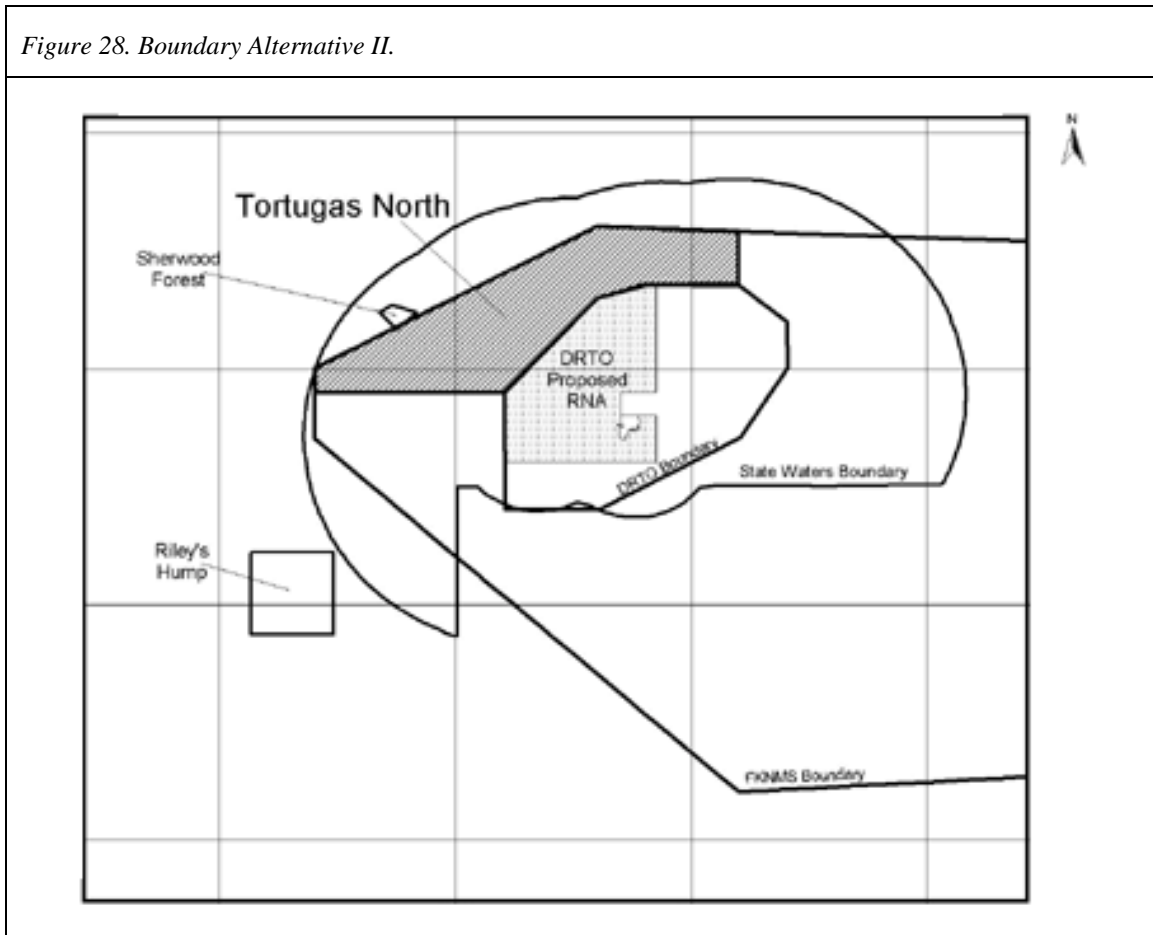 Figure 28. Boundary Alternative II.
N
Tortugas North
Sherwood
Forest
DRTO
Proposed
RNA
DRTO Boundary
State Waters Boundary
Riley's
Hump
FKNMS Boundary